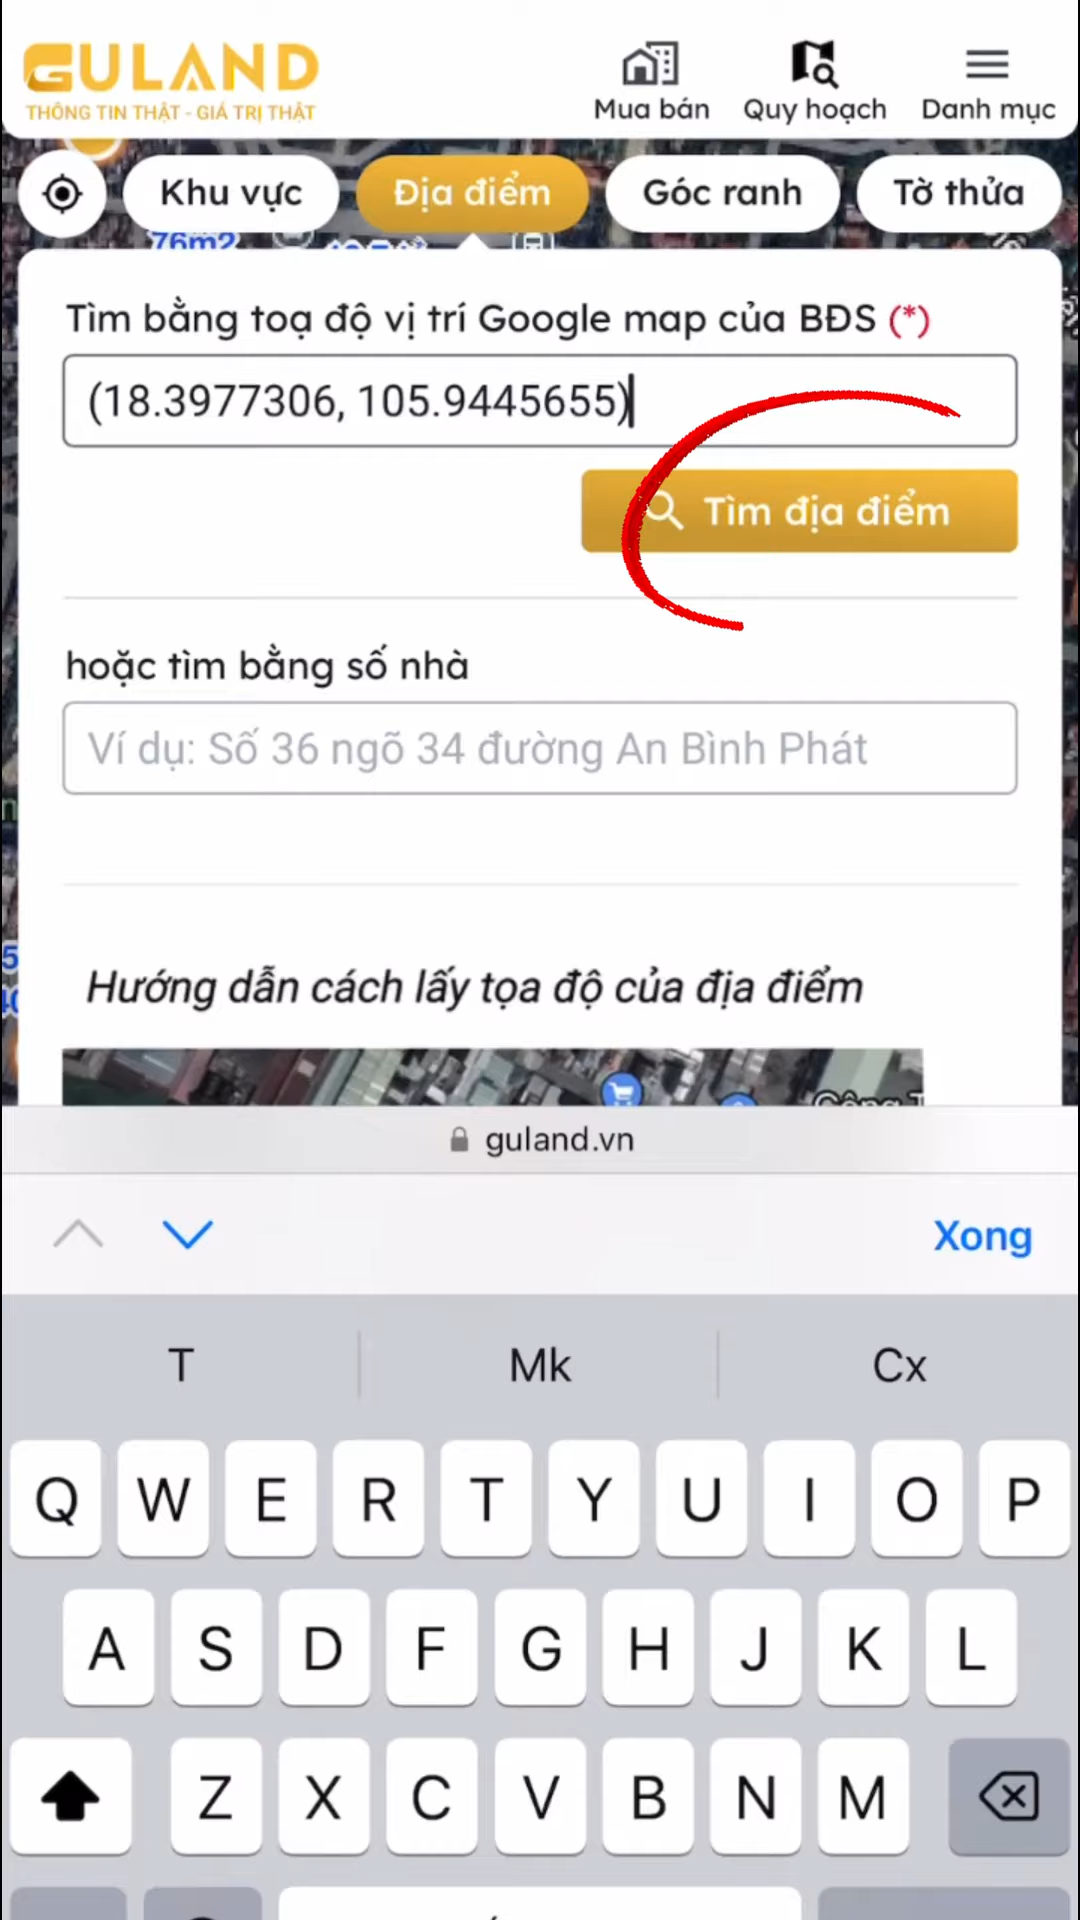 GULAND
THÔNG TIN THẬT - GIÁ TRỊ THẬT
Mua bán
Quy hoạch
Danh mục
Khu vực
Địa điểm
Góc ranh
Tờ thửa
76m2
Tìm bằng toạ độ vị trí Google map của BĐS (*)
(18.3977306, 105.9445655)
Tìm địa điểm
hoặc tìm bằng số nhà
Ví dụ: Số 36 ngõ 34 đường An Bình Phát
Hướng dẫn cách lấy tọa độ của địa điểm
guland.vn
Xong
T
Mk
Cx
Q W E R T Y U I O P
A S D F G H J K L
Z X C V B N M